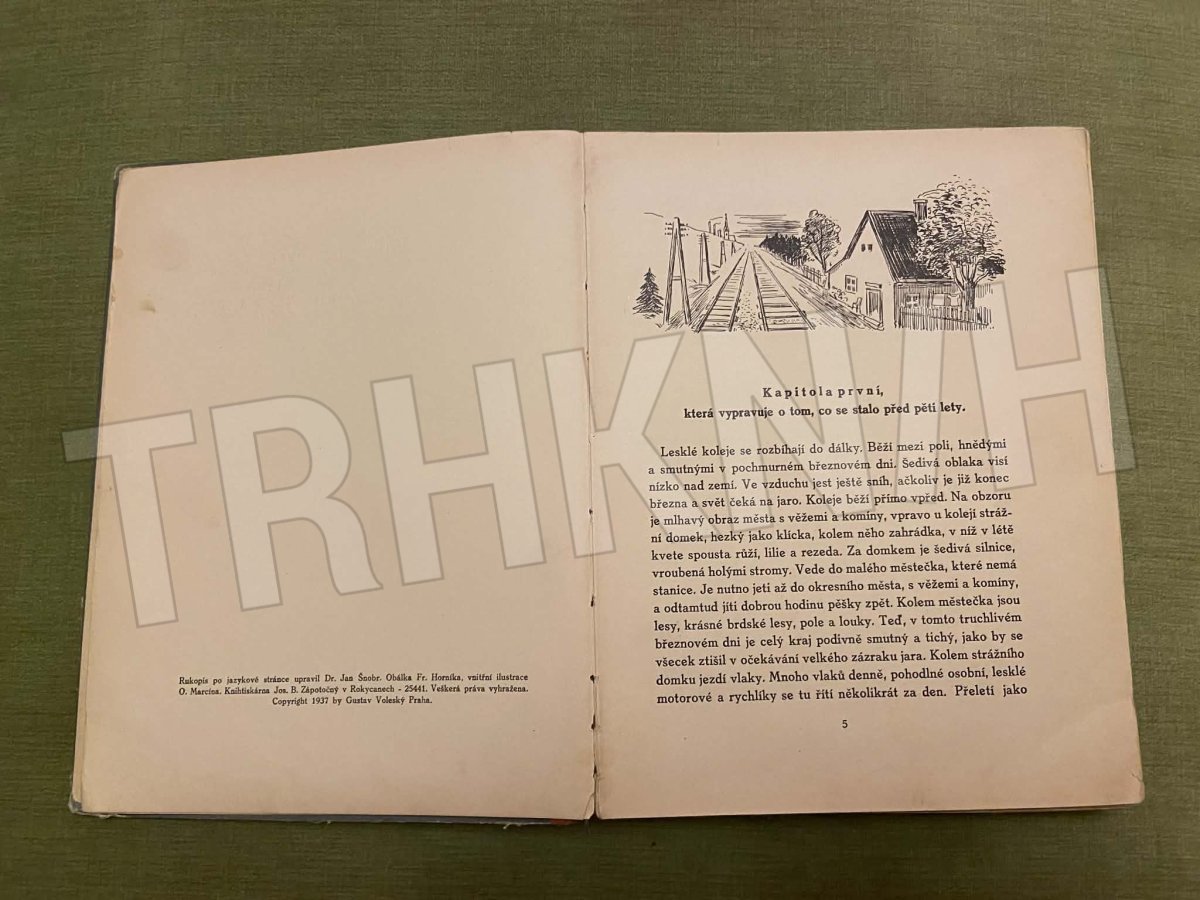 Rukopis po jazykové stránce upravil Dr. Jan Šnobr. Obálka Fr. Horníka, vnitřní ilustrace
O. Marcína. Knihtiskárna Jos. B. Zápotočný v Rokycanech - 25441. Veškerá práva vyhražena.
Copyright 1937 by Gustav Voleský Praha.
Kapitola první,
která vypravuje o tom, co se stalo před pěti lety.
Lesklé koleje se rozbíhají do dálky. Běží mezi poli, hnědými
a smutnými v pochmurném březnovém dni. Šedivá oblaka visí
nízko nad zemí. Ve vzduchu jest ještě sníh, ačkoliv je již konec
března a svět čeká na jaro. Koleje běží přímo vpřed. Na obzoru
je mlhavý obraz města s věžemi a komíny, vpravo u kolejí stráž-
ní domek, hezký jako klícka, kolem něho zahrádka, v níž v létě
kvete spousta růží, lilie a rezeda. Za domkem je šedivá silnice,
vroubená holými stromy. Vede do malého městečka, které nemá
stanice. Je nutno jeti až do okresního města, s věžemi a komíny,
a odtamtud jíti dobrou hodinu pěšky zpět. Kolem městečka jsou
lesy, krásné brdské lesy, pole a louky. Teď, v tomto truchlivém
březnovém dni je celý kraj podivně smutný a tichý, jako by se
všecek ztišil v očekávání velkého zázraku jara. Kolem strážního
domku jezdí vlaky. Mnoho vlaků denně, pohodlné osobní, lesklé
motorové a rychlíky se tu řítí několikrát za den. Přeletí jako
5
TRHKNIH